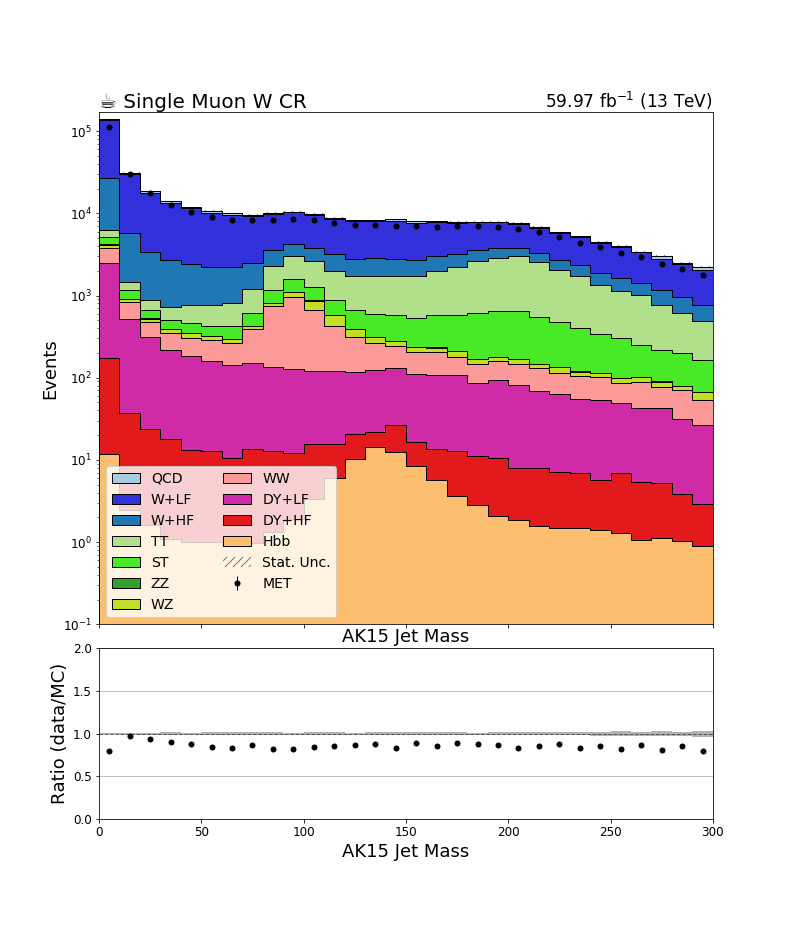 ☕ Single Muon W CR
59.97 fb⁻¹ (13 TeV)
Events
10⁵
10⁴
10³
10²
10¹
10⁰
10⁻¹
QCD
W+LF
W+HF
TT
ST
ZZ
WZ
WW
DY+LF
DY+HF
Hbb
Stat. Unc.
MET
AK15 Jet Mass
Ratio (data/MC)
2.0
1.5
1.0
0.5
0.0
0 50 100 150 200 250 300
AK15 Jet Mass